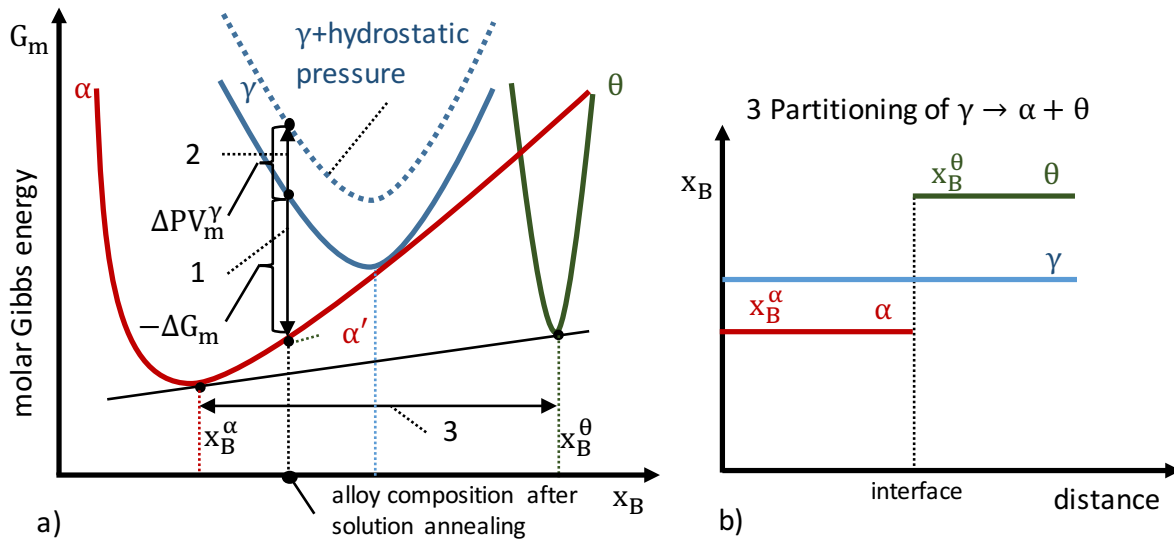 G_m
α
γ
γ+hydrostatic
pressure
θ
2
ΔPV_m^γ
1
−ΔG_m
α′
molar Gibbs energy
3
x_B^α
x_B^θ
alloy composition after
solution annealing
x_B
a)
3 Partitioning of γ → α + θ
x_B
x_B^θ
θ
γ
x_B^α
α
interface
distance
b)